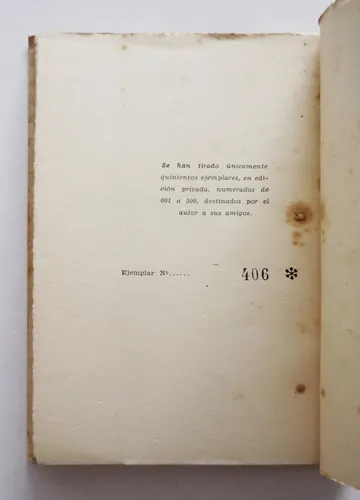 Se han tirado únicamente
quinientos ejemplares, en edi-
ción privada, numerados de
001 a 500, destinados por el
autor a sus amigos.
Ejemplar Nº...... 406 ✻